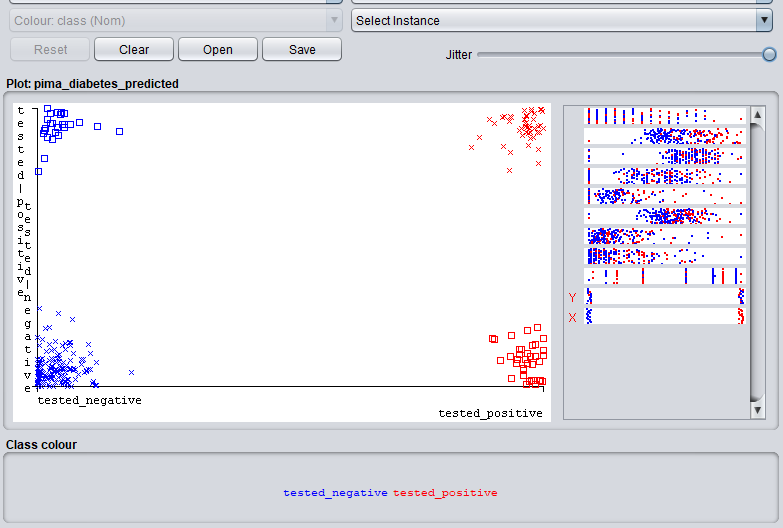 Colour: class (Nom)
Select Instance
Reset
Clear
Open
Save
Jitter
Plot: pima_diabetes_predicted
tested_positive
tested_negative
tested_negative
tested_positive
Y
X
Class colour
tested_negative tested_positive